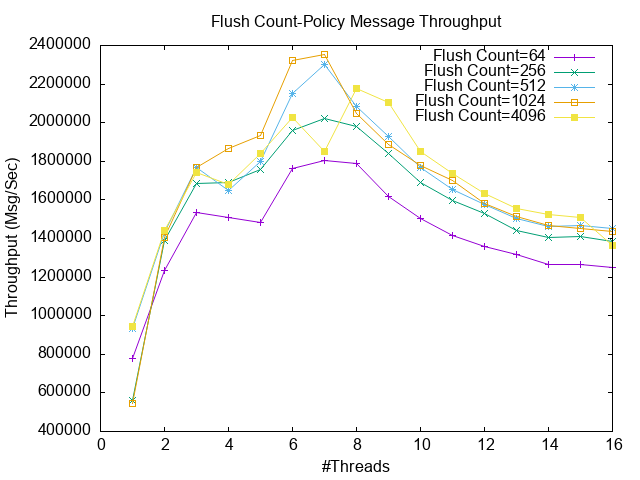 Flush Count-Policy Message Throughput
2400000
2200000
2000000
1800000
1600000
1400000
1200000
1000000
800000
600000
400000
Throughput (Msg/Sec)
Flush Count=64
Flush Count=256
Flush Count=512
Flush Count=1024
Flush Count=4096
0 2 4 6 8 10 12 14 16
#Threads